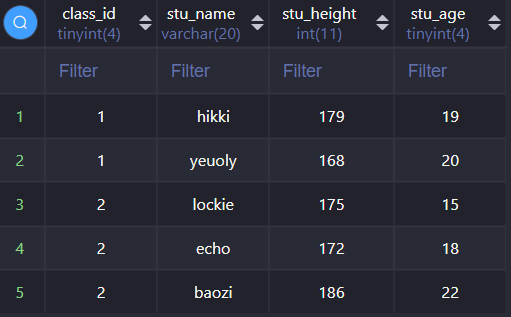 class_id stu_name stu_height stu_age
tinyint(4) varchar(20) int(11) tinyint(4)
Filter Filter Filter Filter
1 1 hikki 179 19
2 1 yeuoly 168 20
3 2 lockie 175 15
4 2 echo 172 18
5 2 baozi 186 22